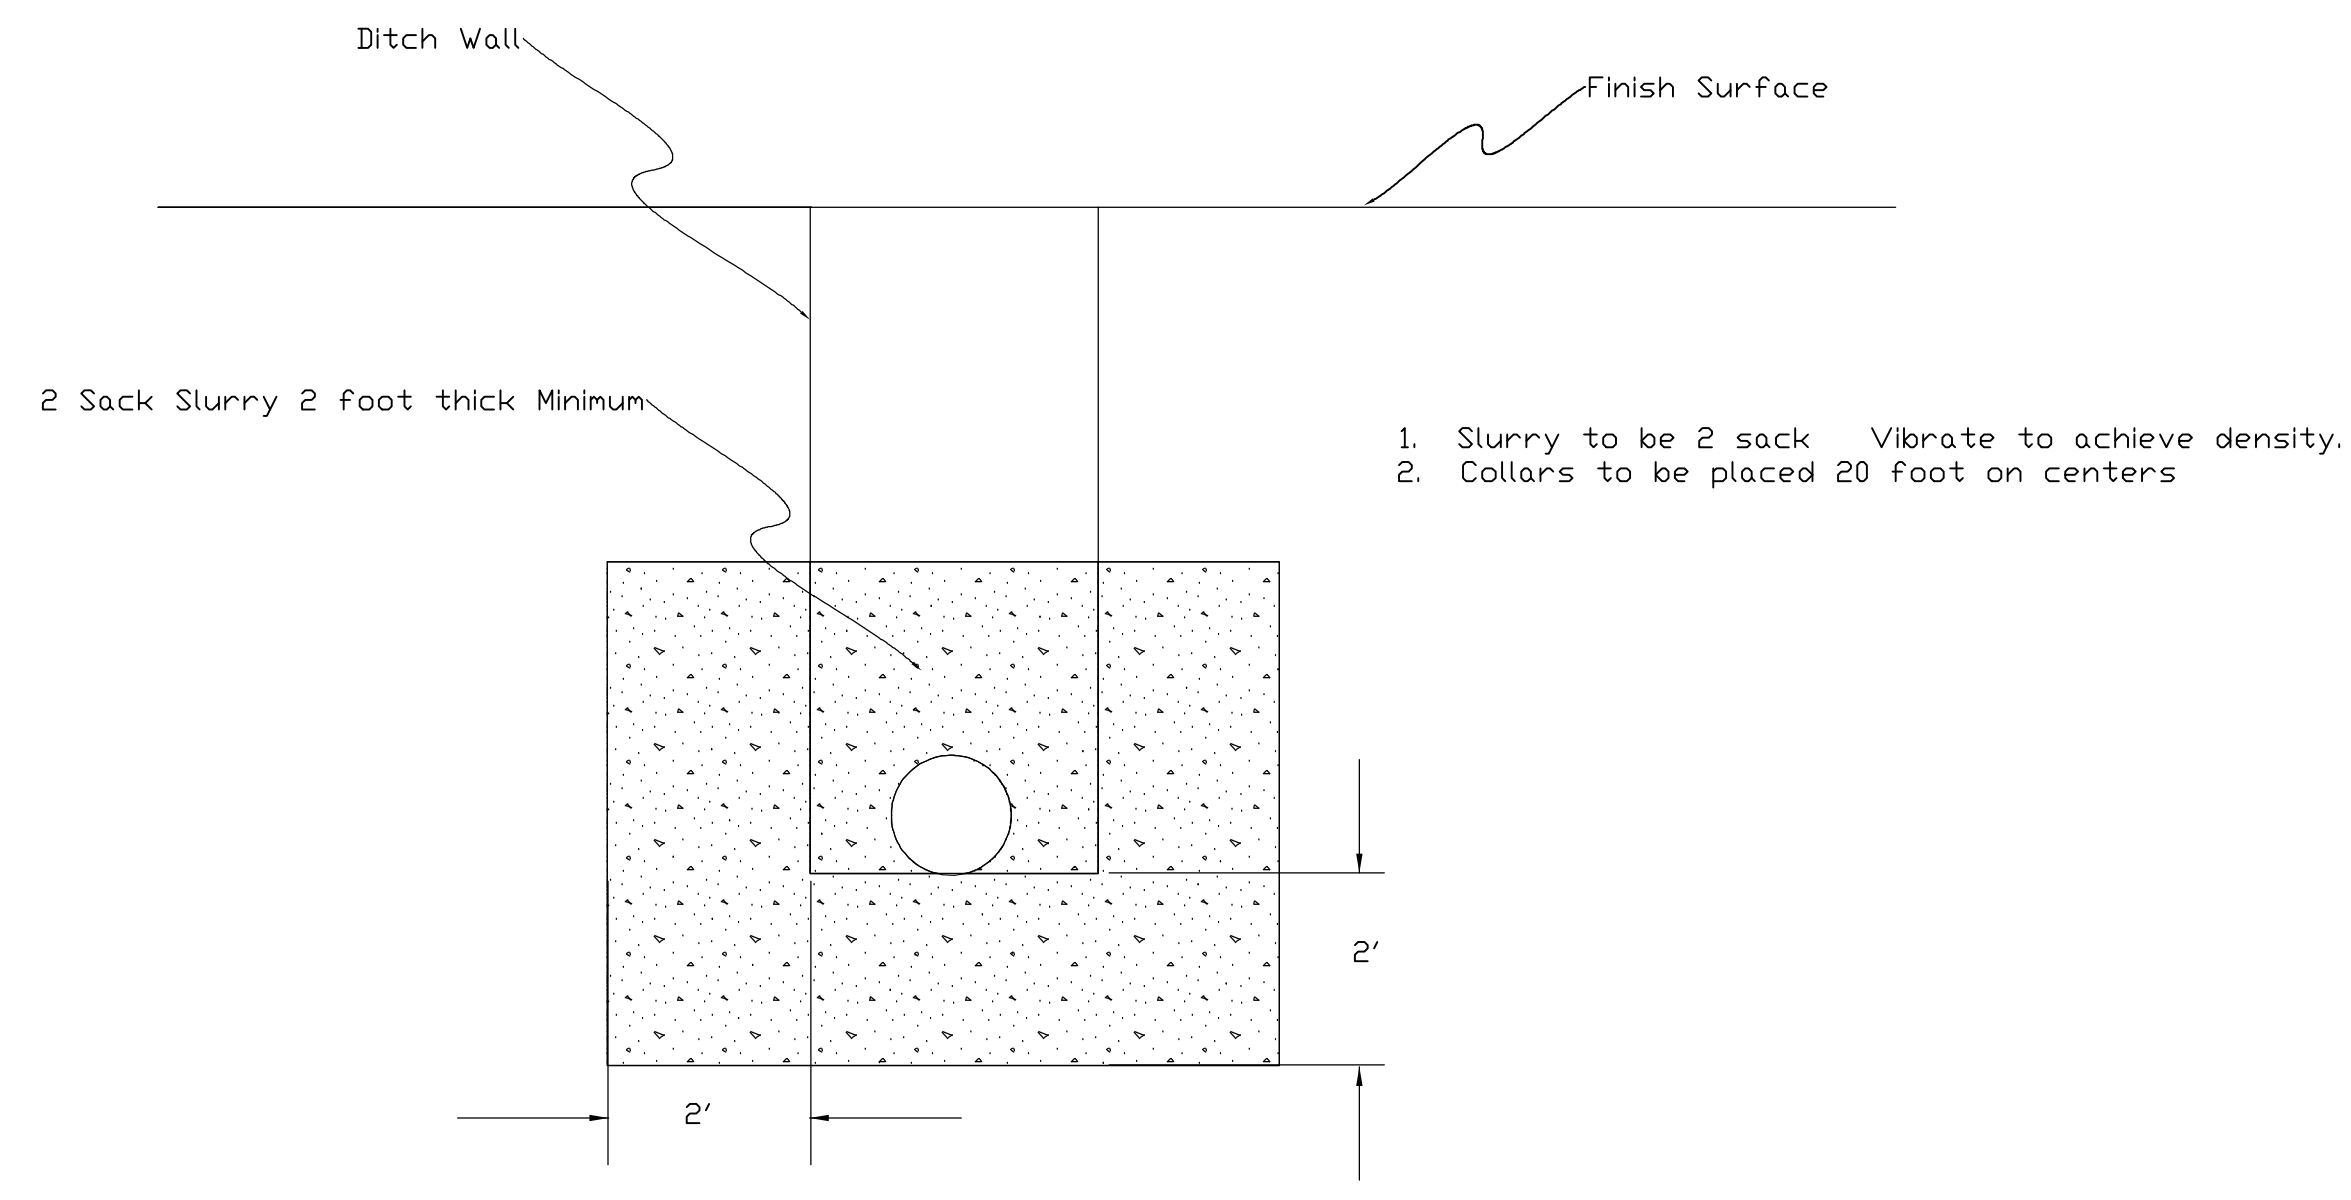 Ditch Wall
Finish Surface
2 Sack Slurry 2 foot thick Minimum
1. Slurry to be 2 sack Vibrate to achieve density.
2. Collars to be placed 20 foot on centers
2'
2'